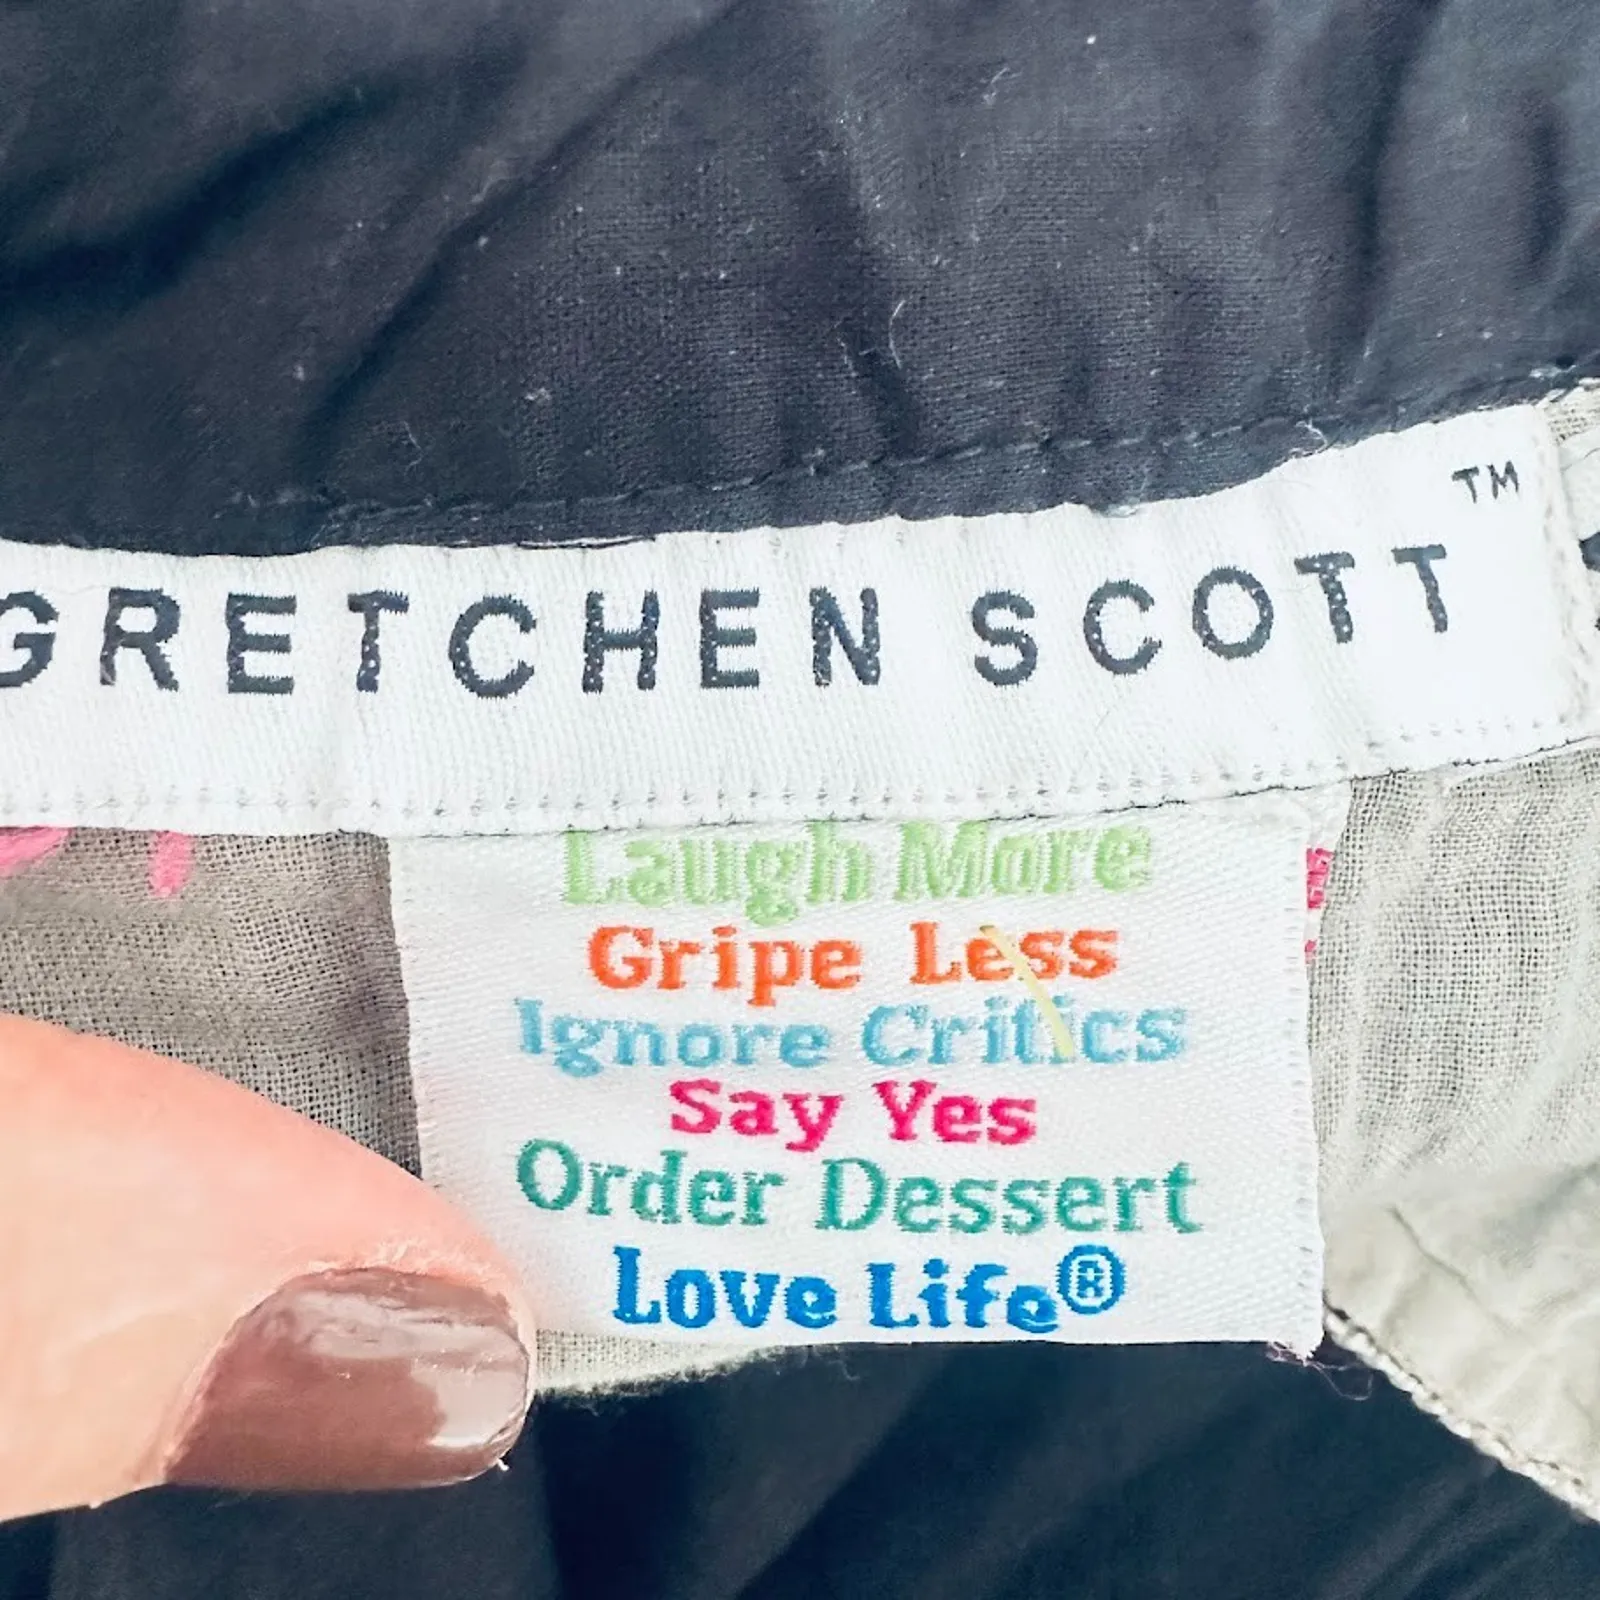 GRETCHEN SCOTT™
Laugh More
Gripe Less
Ignore Critics
Say Yes
Order Dessert
Love Life®